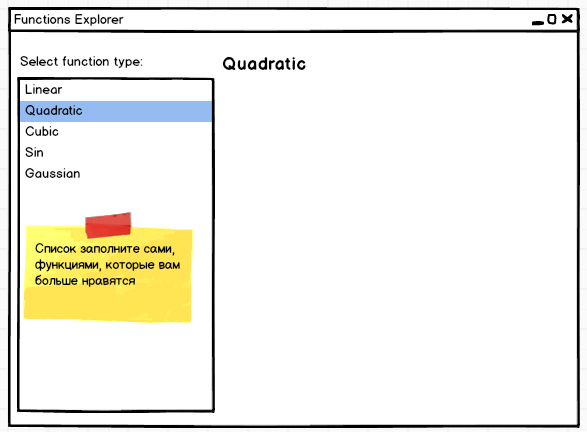 Functions Explorer
Select function type:
Linear
Quadratic
Cubic
Sin
Gaussian
Список заполните сами,
функциями, которые вам
больше нравятся
Quadratic